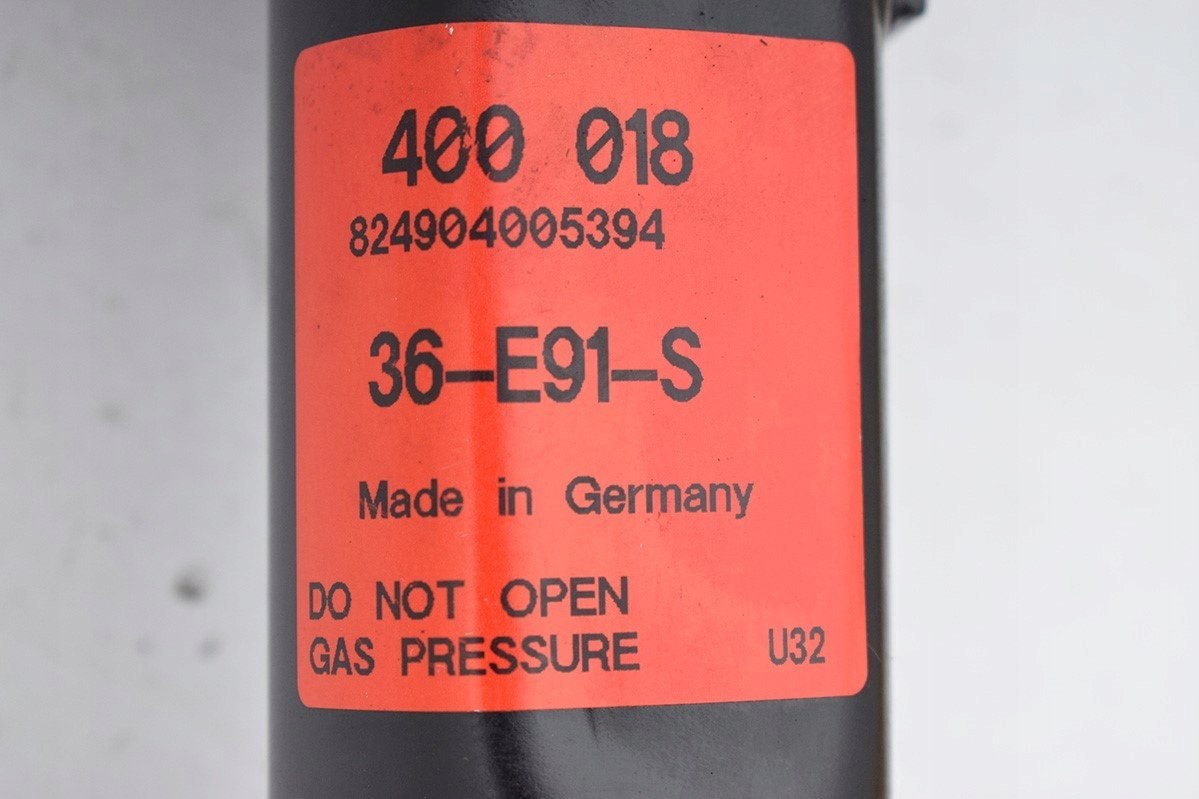 400 018
824904005394
36-E91-S
Made in Germany
DO NOT OPEN
GAS PRESSURE U32